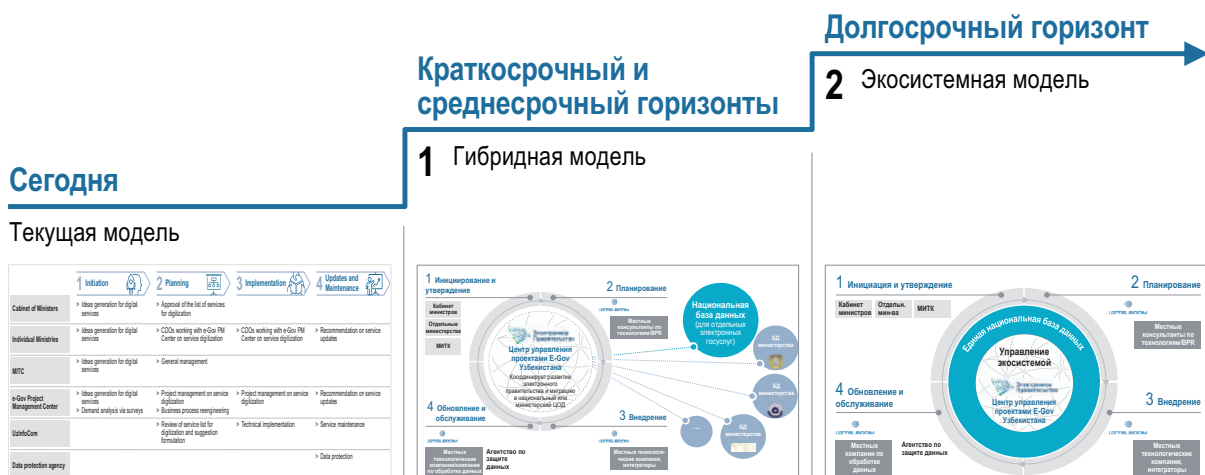 Долгосрочный горизонт
2 Экосистемная модель
Краткосрочный и
среднесрочный горизонты
1 Гибридная модель
Сегодня
Текущая модель
1 Initiation
2 Planning
3 Implementation
4 Updates and
Maintenance
Cabinet of Ministers
> Ideas generation for digital
services
> Approval of the list of services
for digitization
Individual Ministries
> Ideas generation for digital
services
> CDOs working with e-Gov PM
Center on service digitization
> CDOs working with e-Gov PM
Center on service digitization
> Recommendation on service
updates
MITC
> Ideas generation for digital
services
> General management
e-Gov Project
Management Center
> Ideas generation for digital
services
> Demand analysis via surveys
> Project management on service
digitization
> Business process reengineering
> Project management on service
digitization
> Recommendation on service
updates
UzInfoCom
> Review of service list for
digitization and suggestion
formulation
> Technical implementation
> Service maintenance
Data protection agency
> Data protection
1 Инициирование и
утверждение
Кабинет
министров
Отдельные
министерства
МИТК
2 Планирование
Местные
консультанты по
технологиям/BPR
Центр управления
проектами E-Gov
Узбекистана
Координирует развитие
электронного
правительства и миграцию
в национальный или
министерский ЦОД
Национальная
база данных
(для отдельных
электронных
госуслуг)
БД
министерства
БД
министерства
БД
министерства
...
4 Обновление и
обслуживание
Местные
технологические
компании/компании
по обработке данных
Агентство по
защите
данных
3 Внедрение
Местные технологи-
ческие компании,
интеграторы
1 Инициация и утверждение
Кабинет
министров
Отдельн.
мин-ва
МИТК
2 Планирование
Местные
консультанты по
технологиям/BPR
Единая национальная база данных
Управление
экосистемой
Центр управления
проектами E-Gov
Узбекистана
4 Обновление и
обслуживание
Местные
компании по
обработке
данных
Агентство по
защите данных
3 Внедрение
Местные
технологические
компании,
интеграторы